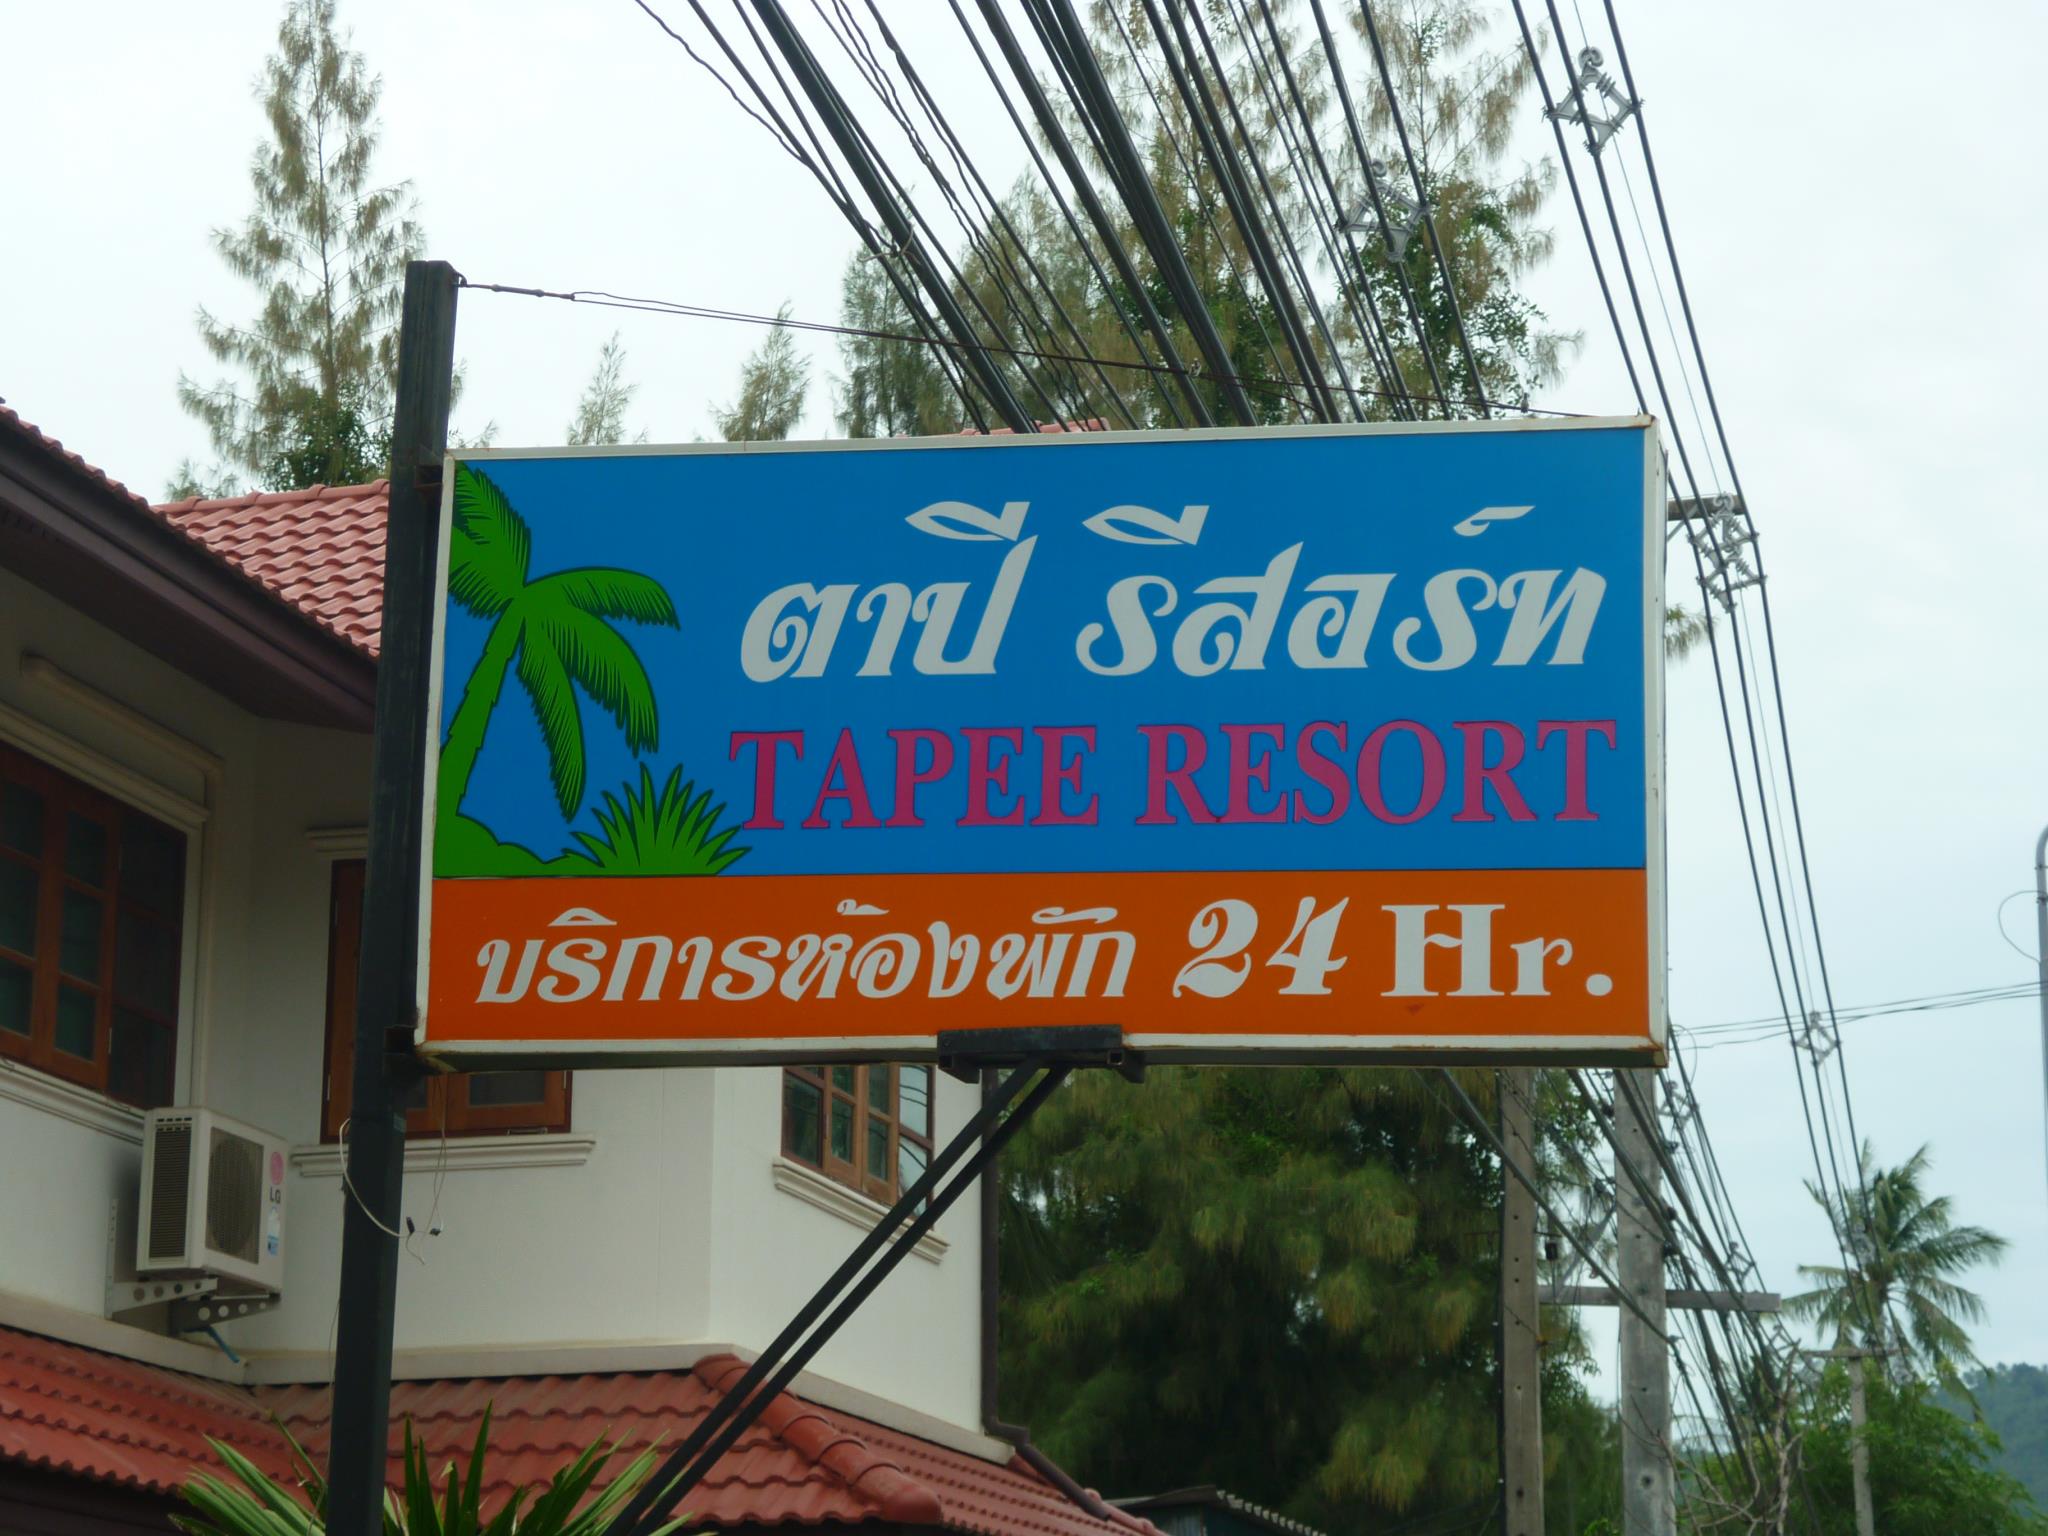 ตาปี รีสอร์ท
TAPEE RESORT
บริการห้องพัก 24 Hr.
LG